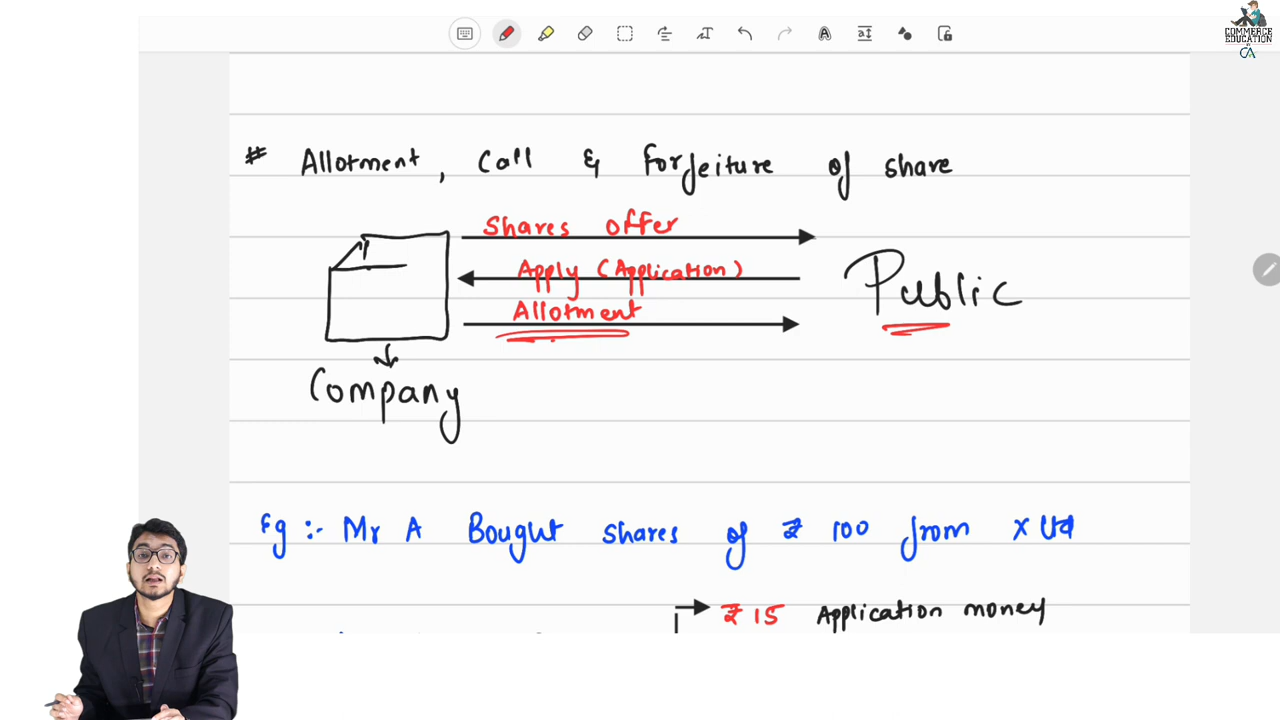 COMMERCE
EDUCATION
BY
CA
# Allotment, Call & Forfeiture of share
Shares offer
Apply (Application)
Allotment
Public
Company
Eg :- Mr A Bought shares of ₹ 100 from X Ltd
₹ 15 Application money